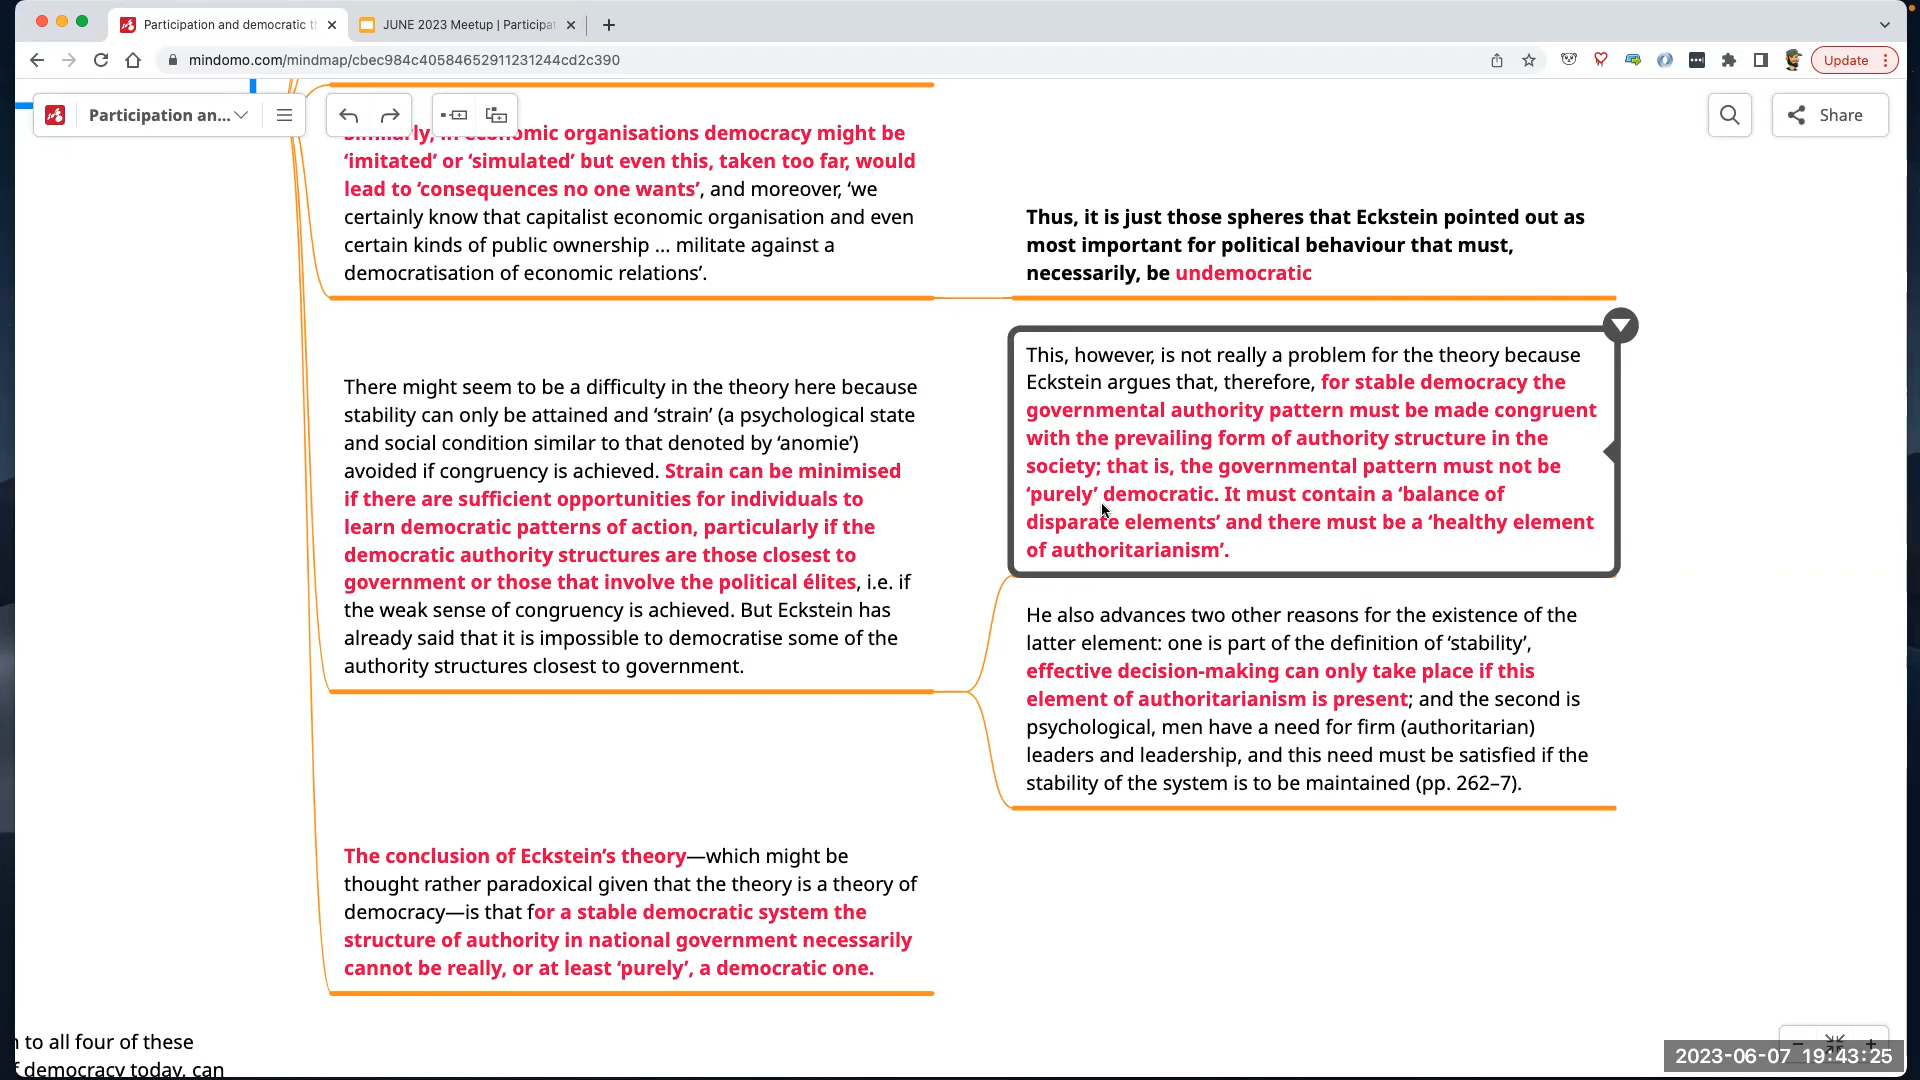 Participation and democratic t
JUNE 2023 Meetup | Participat
mindomo.com/mindmap/cbec984c40584652911231244cd2c390
Update
Participation an...
Share
Similarly, in economic organisations democracy might be
‘imitated’ or ‘simulated’ but even this, taken too far, would
lead to ‘consequences no one wants’, and moreover, ‘we
certainly know that capitalist economic organisation and even
certain kinds of public ownership ... militate against a
democratisation of economic relations’.
Thus, it is just those spheres that Eckstein pointed out as
most important for political behaviour that must,
necessarily, be undemocratic
There might seem to be a difficulty in the theory here because
stability can only be attained and ‘strain’ (a psychological state
and social condition similar to that denoted by ‘anomie’)
avoided if congruency is achieved. Strain can be minimised
if there are sufficient opportunities for individuals to
learn democratic patterns of action, particularly if the
democratic authority structures are those closest to
government or those that involve the political élites, i.e. if
the weak sense of congruency is achieved. But Eckstein has
already said that it is impossible to democratise some of the
authority structures closest to government.
This, however, is not really a problem for the theory because
Eckstein argues that, therefore, for stable democracy the
governmental authority pattern must be made congruent
with the prevailing form of authority structure in the
society; that is, the governmental pattern must not be
‘purely’ democratic. It must contain a ‘balance of
disparate elements’ and there must be a ‘healthy element
of authoritarianism’.
He also advances two other reasons for the existence of the
latter element: one is part of the definition of ‘stability’,
effective decision-making can only take place if this
element of authoritarianism is present; and the second is
psychological, men have a need for firm (authoritarian)
leaders and leadership, and this need must be satisfied if the
stability of the system is to be maintained (pp. 262–7).
The conclusion of Eckstein’s theory—which might be
thought rather paradoxical given that the theory is a theory of
democracy—is that for a stable democratic system the
structure of authority in national government necessarily
cannot be really, or at least ‘purely’, a democratic one.
to all four of these
democracy today, can
2023-06-07 19:43:25